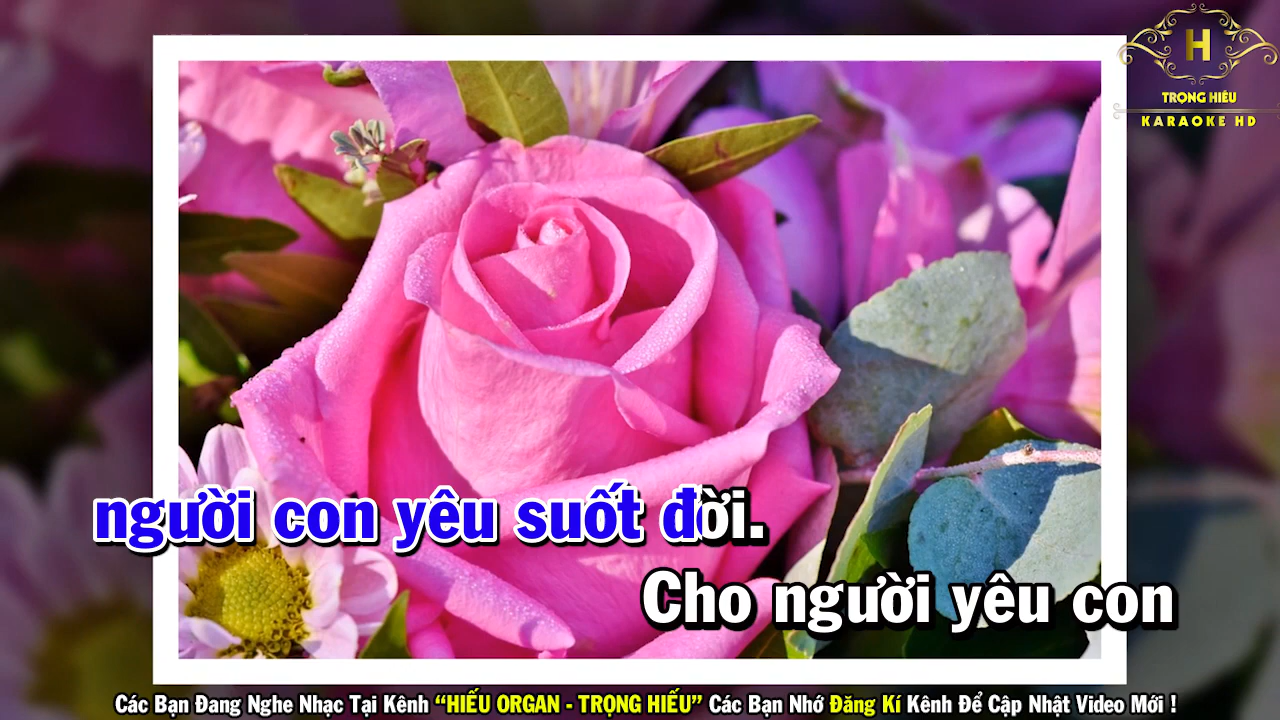 H
TRỌNG HIẾU
KARAOKE HD
người con yêu suốt đời.
Cho người yêu con
Các Bạn Đang Nghe Nhạc Tại Kênh “HIẾU ORGAN - TRỌNG HIẾU” Các Bạn Nhớ Đăng Kí Kênh Để Cập Nhật Video Mới !